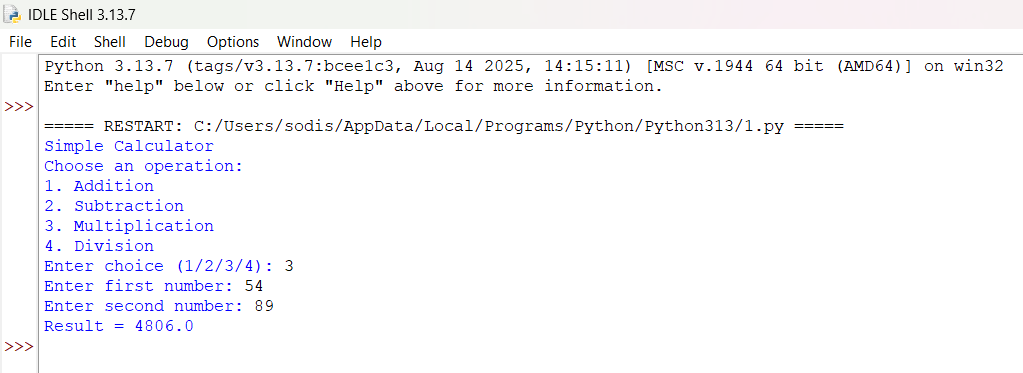 IDLE Shell 3.13.7
File Edit Shell Debug Options Window Help
Python 3.13.7 (tags/v3.13.7:bcee1c3, Aug 14 2025, 14:15:11) [MSC v.1944 64 bit (AMD64)] on win32
Enter "help" below or click "Help" above for more information.
>>>
===== RESTART: C:/Users/sodis/AppData/Local/Programs/Python/Python313/1.py =====
Simple Calculator
Choose an operation:
1. Addition
2. Subtraction
3. Multiplication
4. Division
Enter choice (1/2/3/4): 3
Enter first number: 54
Enter second number: 89
Result = 4806.0
>>>